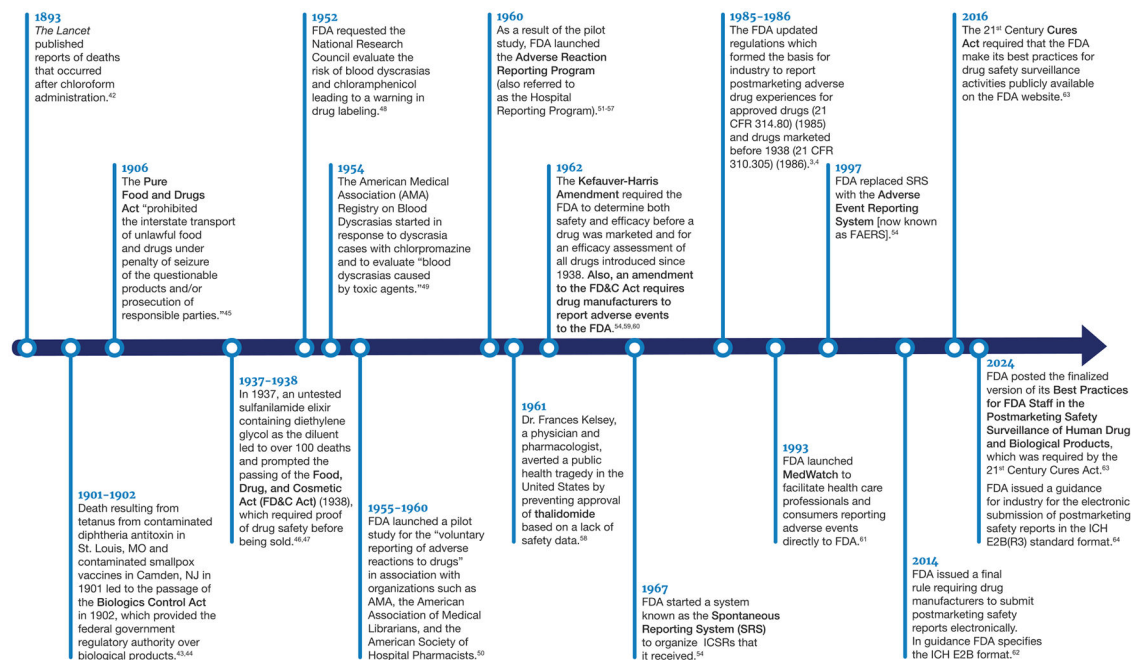 1893
The Lancet
published
reports of deaths
that occurred
after chloroform
administration.42
1906
The Pure
Food and Drugs
Act “prohibited
the interstate transport
of unlawful food
and drugs under
penalty of seizure
of the questionable
products and/or
prosecution of
responsible parties.”45
1952
FDA requested the
National Research
Council evaluate the
risk of blood dyscrasias
and chloramphenicol
leading to a warning in
drug labeling.48
1954
The American Medical
Association (AMA)
Registry on Blood
Dyscrasias started in
response to dyscrasia
cases with chlorpromazine
and to evaluate “blood
dyscrasias caused
by toxic agents.”49
1960
As a result of the pilot
study, FDA launched
the Adverse Reaction
Reporting Program
(also referred to
as the Hospital
Reporting Program).51-57
1962
The Kefauver-Harris
Amendment required the
FDA to determine both
safety and efficacy before a
drug was marketed and for
an efficacy assessment of
all drugs introduced since
1938. Also, an amendment
to the FD&C Act requires
drug manufacturers to
report adverse events
to the FDA.54,59,60
1985-1986
The FDA updated
regulations which
formed the basis for
industry to report
postmarketing adverse
drug experiences for
approved drugs (21
CFR 314.80) (1985)
and drugs marketed
before 1938 (21 CFR
310.305) (1986).3,4
1997
FDA replaced SRS
with the Adverse
Event Reporting
System [now known
as FAERS].54
2016
The 21st Century Cures
Act required that the FDA
make its best practices for
drug safety surveillance
activities publicly available
on the FDA website.63
1901-1902
Death resulting from
tetanus from contaminated
diphtheria antitoxin in
St. Louis, MO and
contaminated smallpox
vaccines in Camden, NJ in
1901 led to the passage of
the Biologics Control Act
in 1902, which provided the
federal government
regulatory authority over
biological products.43,44
1937-1938
In 1937, an untested
sulfanilamide elixir
containing diethylene
glycol as the diluent
led to over 100 deaths
and prompted the
passing of the Food,
Drug, and Cosmetic
Act (FD&C Act) (1938),
which required proof
of drug safety before
being sold.46,47
1955-1960
FDA launched a pilot
study for the “voluntary
reporting of adverse
reactions to drugs”
in association with
organizations such as
AMA, the American
Association of Medical
Librarians, and the
American Society of
Hospital Pharmacists.50
1961
Dr. Frances Kelsey,
a physician and
pharmacologist,
averted a public
health tragedy in the
United States by
preventing approval
of thalidomide
based on a lack of
safety data.58
1967
FDA started a system
known as the Spontaneous
Reporting System (SRS)
to organize ICSRs that
it received.54
1993
FDA launched
MedWatch to
facilitate health care
professionals and
consumers reporting
adverse events
directly to FDA.61
2014
FDA issued a final
rule requiring drug
manufacturers to submit
postmarketing safety
reports electronically.
In guidance FDA specifies
the ICH E2B format.62
2024
FDA posted the finalized
version of its Best Practices
for FDA Staff in the
Postmarketing Safety
Surveillance of Human Drug
and Biological Products,
which was required by the
21st Century Cures Act.63
FDA issued a guidance
for industry for the electronic
submission of postmarketing
safety reports in the ICH
E2B(R3) standard format.64